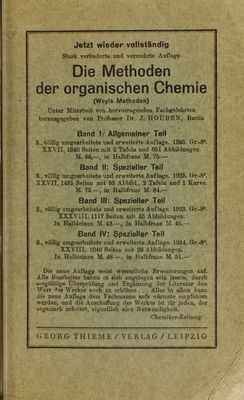 Jetzt wieder vollständig
Stark veränderte und vermehrte Auflage
Die Methoden
der organischen Chemie
(Weyls Methoden)
Unter Mitarbeit von hervorragenden Fachgelehrten
herausgegeben von Professor Dr. J. HOUBEN, Berlin
Band I: Allgemeiner Teil
3., völlig umgearbeitete und erweiterte Auflage. 1925. Gr.-8°.
XXVII, Seiten mit 3 Tafeln und 851 Abbildungen
M. 66.—, in Halbfranz M. 75.—
Band II: Spezieller Teil
3., völlig umgearbeitete und erweiterte Auflage. 1925. Gr.-8°.
XXVII, 1481 Seiten mit Abbild., 2 Tafeln und 1 Kurve.
M. 75.—, in Halbfranz M. 84.—
Band III: Spezieller Teil
2., völlig umgearbeitete und erweiterte Auflage. 1923. Gr.-8°.
XXXVIII, 1117 Seiten mit 35 Abbildungen.
In Halbleinen M. 42.—, in Halbfranz M. 45.—
Band IV: Spezieller Teil
2., völlig umgearbeitete und erweiterte Auflage. 1924. Gr.-8°.
XXVIII, Seiten mit 26 Abbildungen.
In Halbleinen M. 48.—, in Halbfranz M. 51.—
Die neue Auflage weist wesentliche Erweiterungen auf.
Alle Bearbeiter haben es sich angelegen sein lassen, durch
sorgfältige Überprüfung und Ergänzung der Literatur den
Wert des Werkes noch zu erhöhen . . . Alles in allem kann
die neue Auflage dem Fachmanne aufs wärmste empfohlen
werden, und die Anschaffung des Werkes ist für jeden, der
organisch arbeitet, eigentlich eine Notwendigkeit.
Chemiker-Zeitung
GEORG THIEME / VERLAG / LEIPZIG